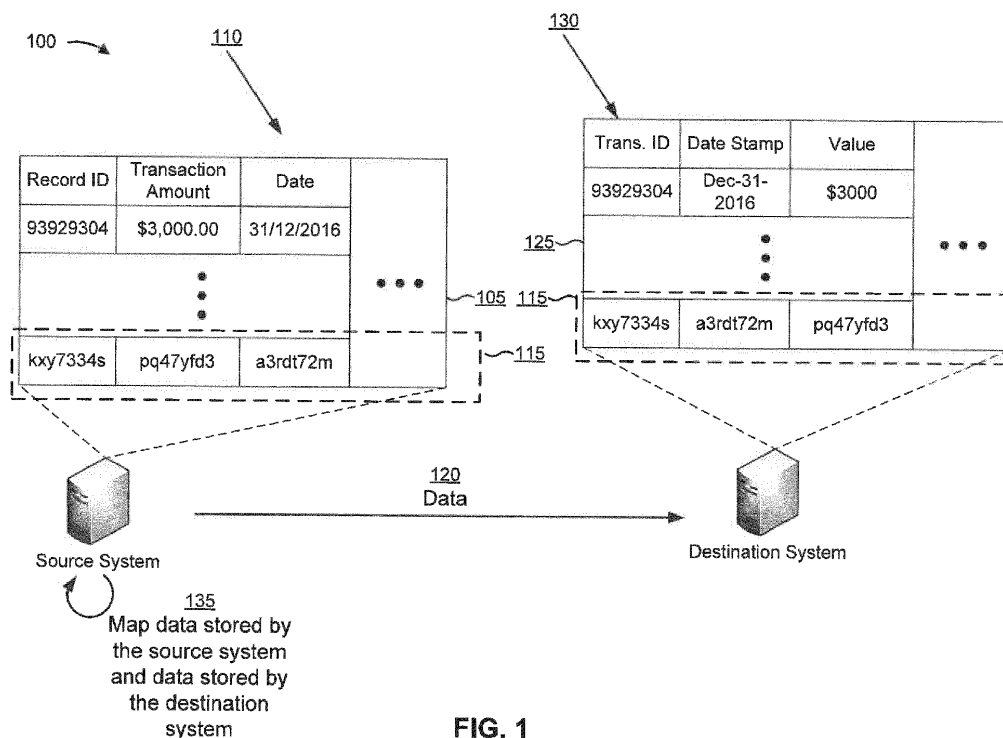 100
110
130
Record ID
Transaction
Amount
Date
93929304
$3,000.00
31/12/2016
kxy7334s
pq47yfd3
a3rdt72m
105
115
Trans. ID
Date Stamp
Value
93929304
Dec-31-
2016
$3000
125
115
kxy7334s
a3rdt72m
pq47yfd3
Source System
120
Data
Destination System
135
Map data stored by
the source system
and data stored by
the destination
system
FIG. 1